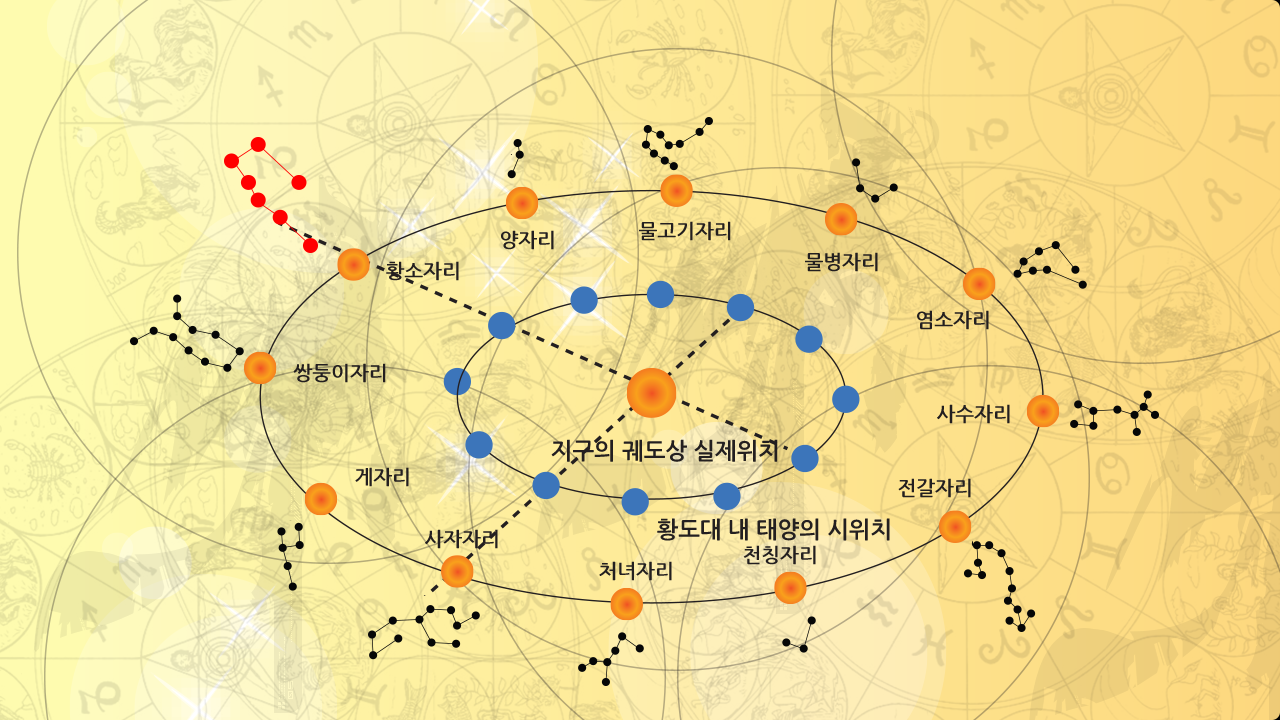 물고기자리
양자리
물병자리
황소자리
염소자리
쌍둥이자리
사수자리
지구의 궤도상 실제위치
게자리
전갈자리
황도대 내 태양의 시위치
사자자리
천칭자리
처녀자리